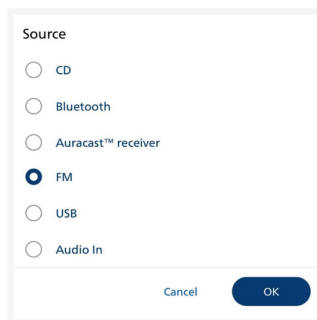 Source
CD
Bluetooth
Auracast™ receiver
FM
USB
Audio In
Cancel OK